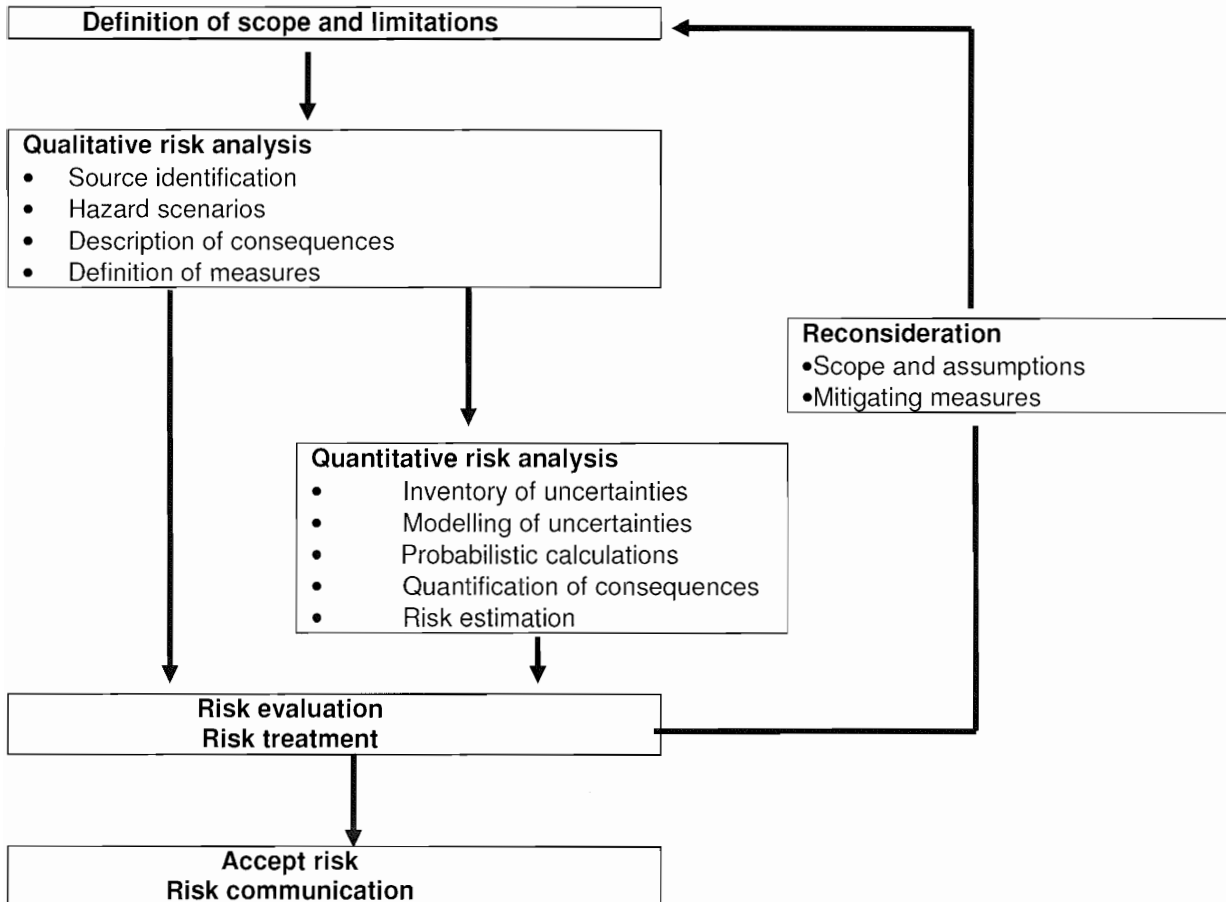 Definition of scope and limitations
Qualitative risk analysis
• Source identification
• Hazard scenarios
• Description of consequences
• Definition of measures
Reconsideration
•Scope and assumptions
•Mitigating measures
Quantitative risk analysis
• Inventory of uncertainties
• Modelling of uncertainties
• Probabilistic calculations
• Quantification of consequences
• Risk estimation
Risk evaluation
Risk treatment
Accept risk
Risk communication